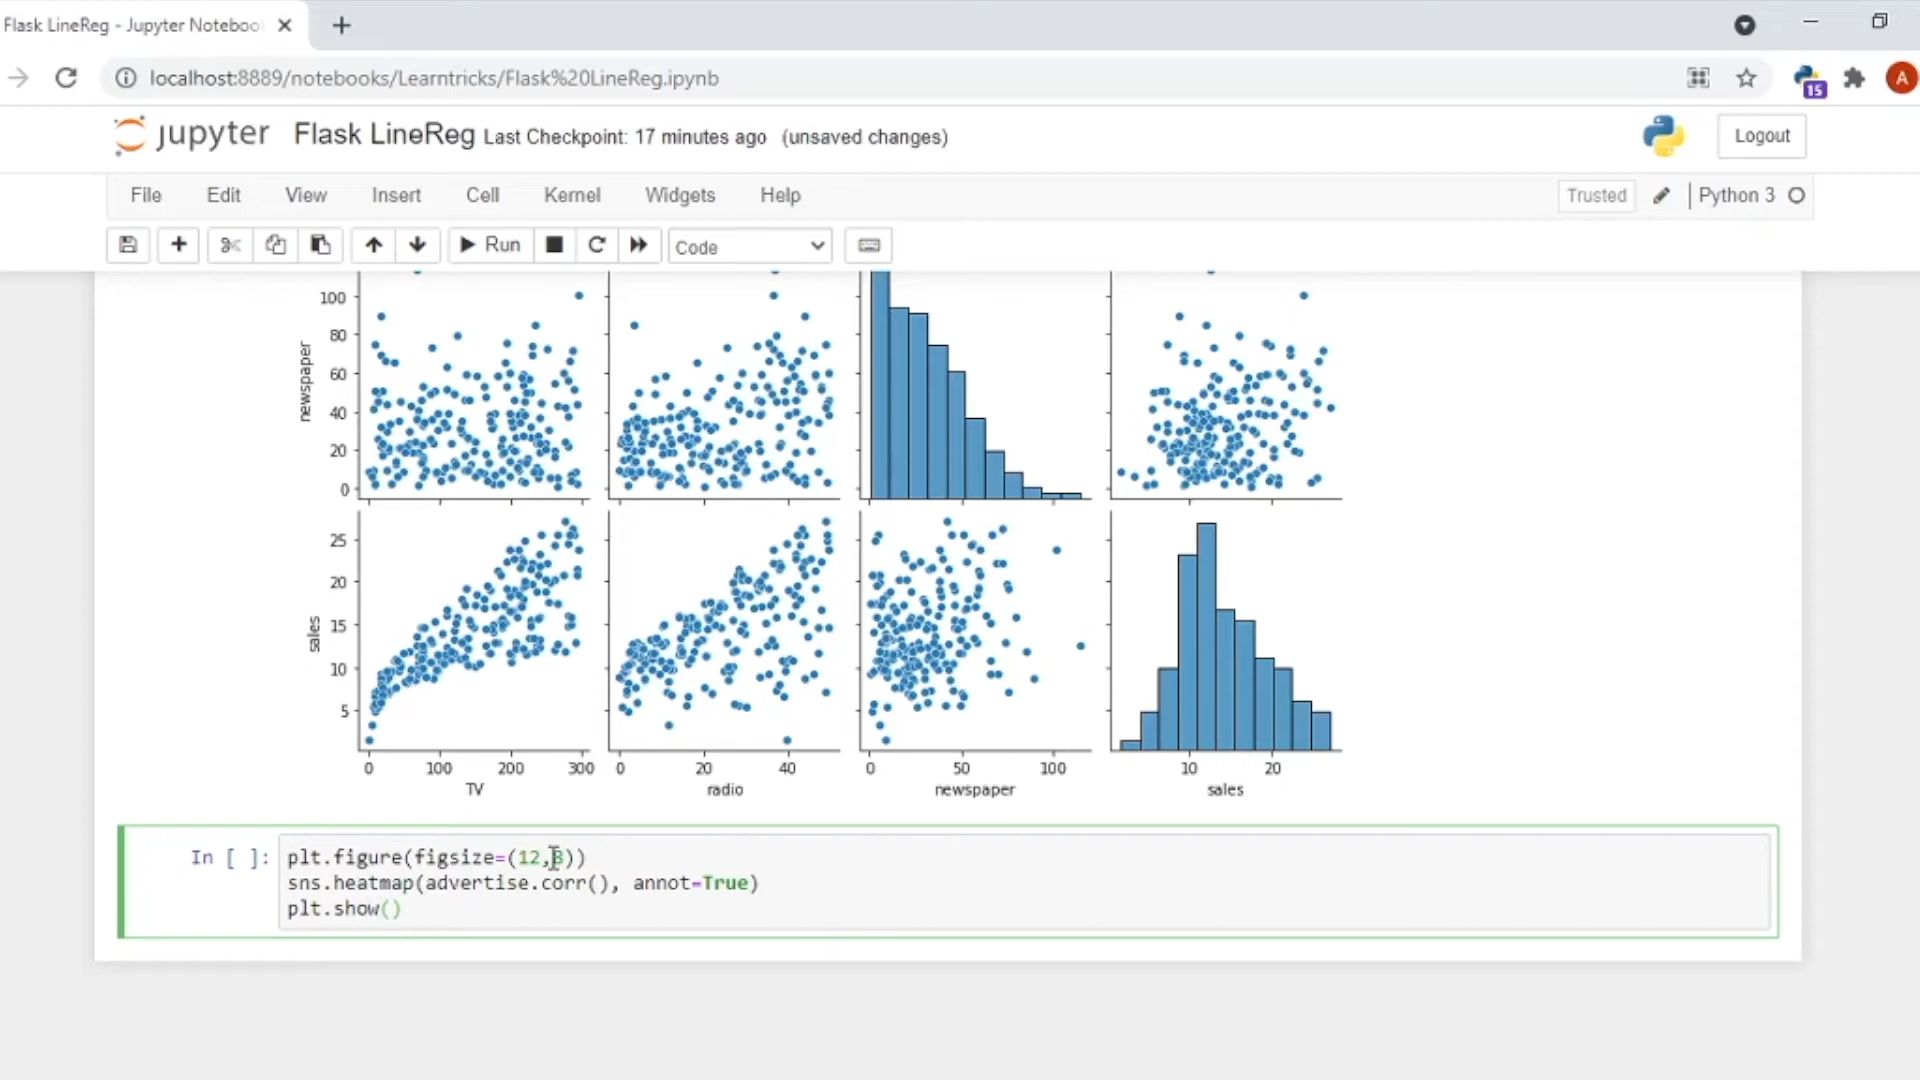 Flask LineReg - Jupyter Noteboo
localhost:8889/notebooks/Learntricks/Flask%20LineReg.ipynb
15
A
jupyter Flask LineReg Last Checkpoint: 17 minutes ago (unsaved changes)
Logout
File Edit View Insert Cell Kernel Widgets Help
Trusted Python 3
Run Code
100
80
60
40
20
0
newspaper
25
20
15
10
5
sales
0 100 200 300 0 20 40 0 50 100 10 20
TV radio newspaper sales
In [ ]: plt.figure(figsize=(12,8))
sns.heatmap(advertise.corr(), annot=True)
plt.show()